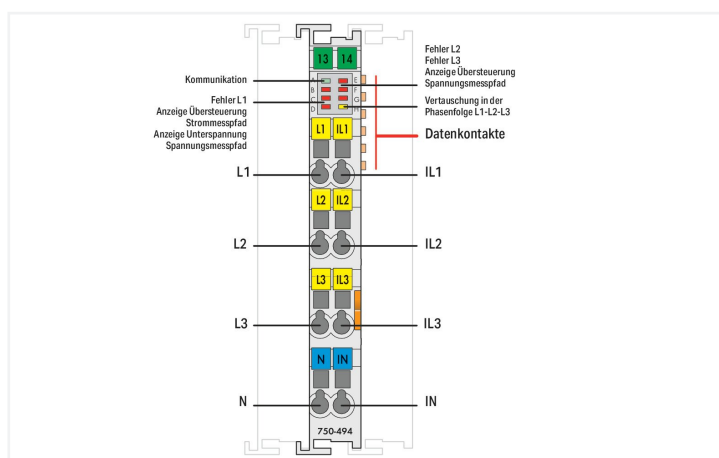 13 14
Kommunikation
Fehler L1
Anzeige Übersteuerung
Strommesspfad
Anzeige Unterspannung
Spannungsmesspfad
A
B
C
D
E
F
G
H
Fehler L2
Fehler L3
Anzeige Übersteuerung
Spannungsmesspfad
Vertauschung in der
Phasenfolge L1-L2-L3
Datenkontakte
L1 IL1
L1
IL1
L2 IL2
L2
IL2
L3 IL3
L3
IL3
N IN
N
IN
750-494